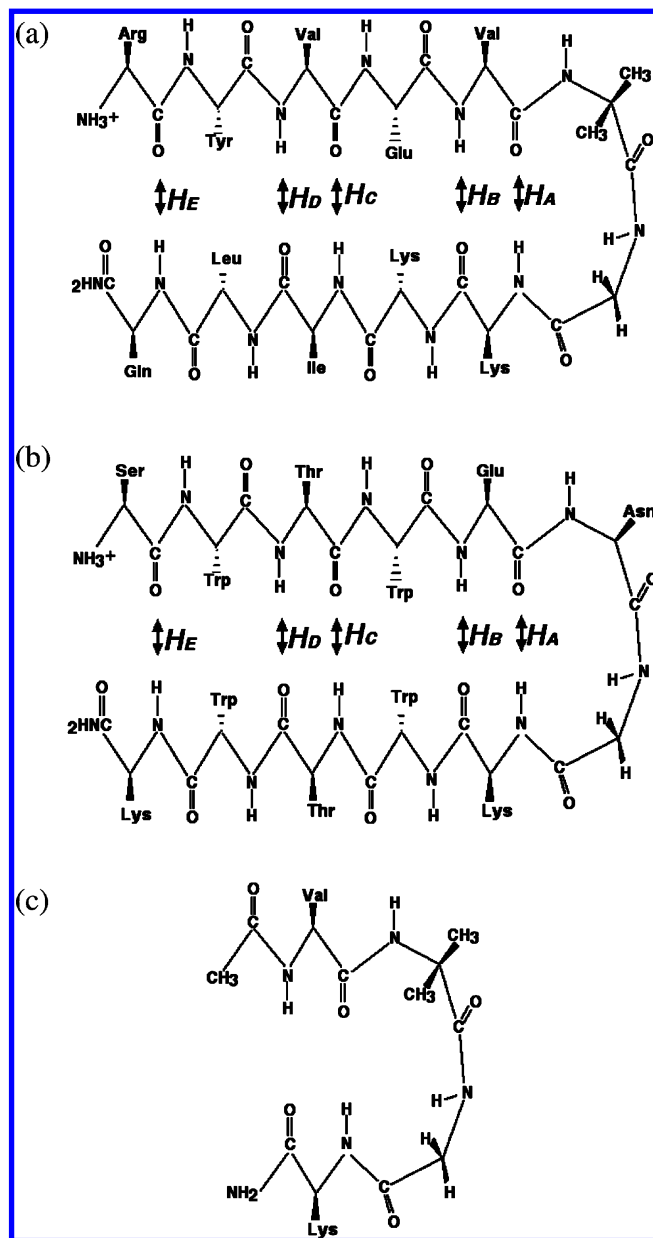 (a)
H O H O
Arg Val Val H
N C N C
N CH3
NH3+ C N C N C
CH3 O
Tyr Glu
O H O H O C
HE HD HC HB HA
H-N
O H Leu O H Lys O H
2HNC N C N C N H H
C N C N C
O H O H O
Gln Ile Lys
(b)
H O H O
Ser Thr Glu H
N C N C
N Asn
NH3+ C N C N C
Trp Trp O
O H O H O C
HE HD HC HB HA
H-N
O H Trp O H Trp O H
2HNC N C N C N H H
C N C N C
O H O H O
Lys Thr Lys
(c)
O Val H
C N CH3
CH3 N C CH3
H O O
C
H-N
O H
C N H H
NH2 C
O
Lys